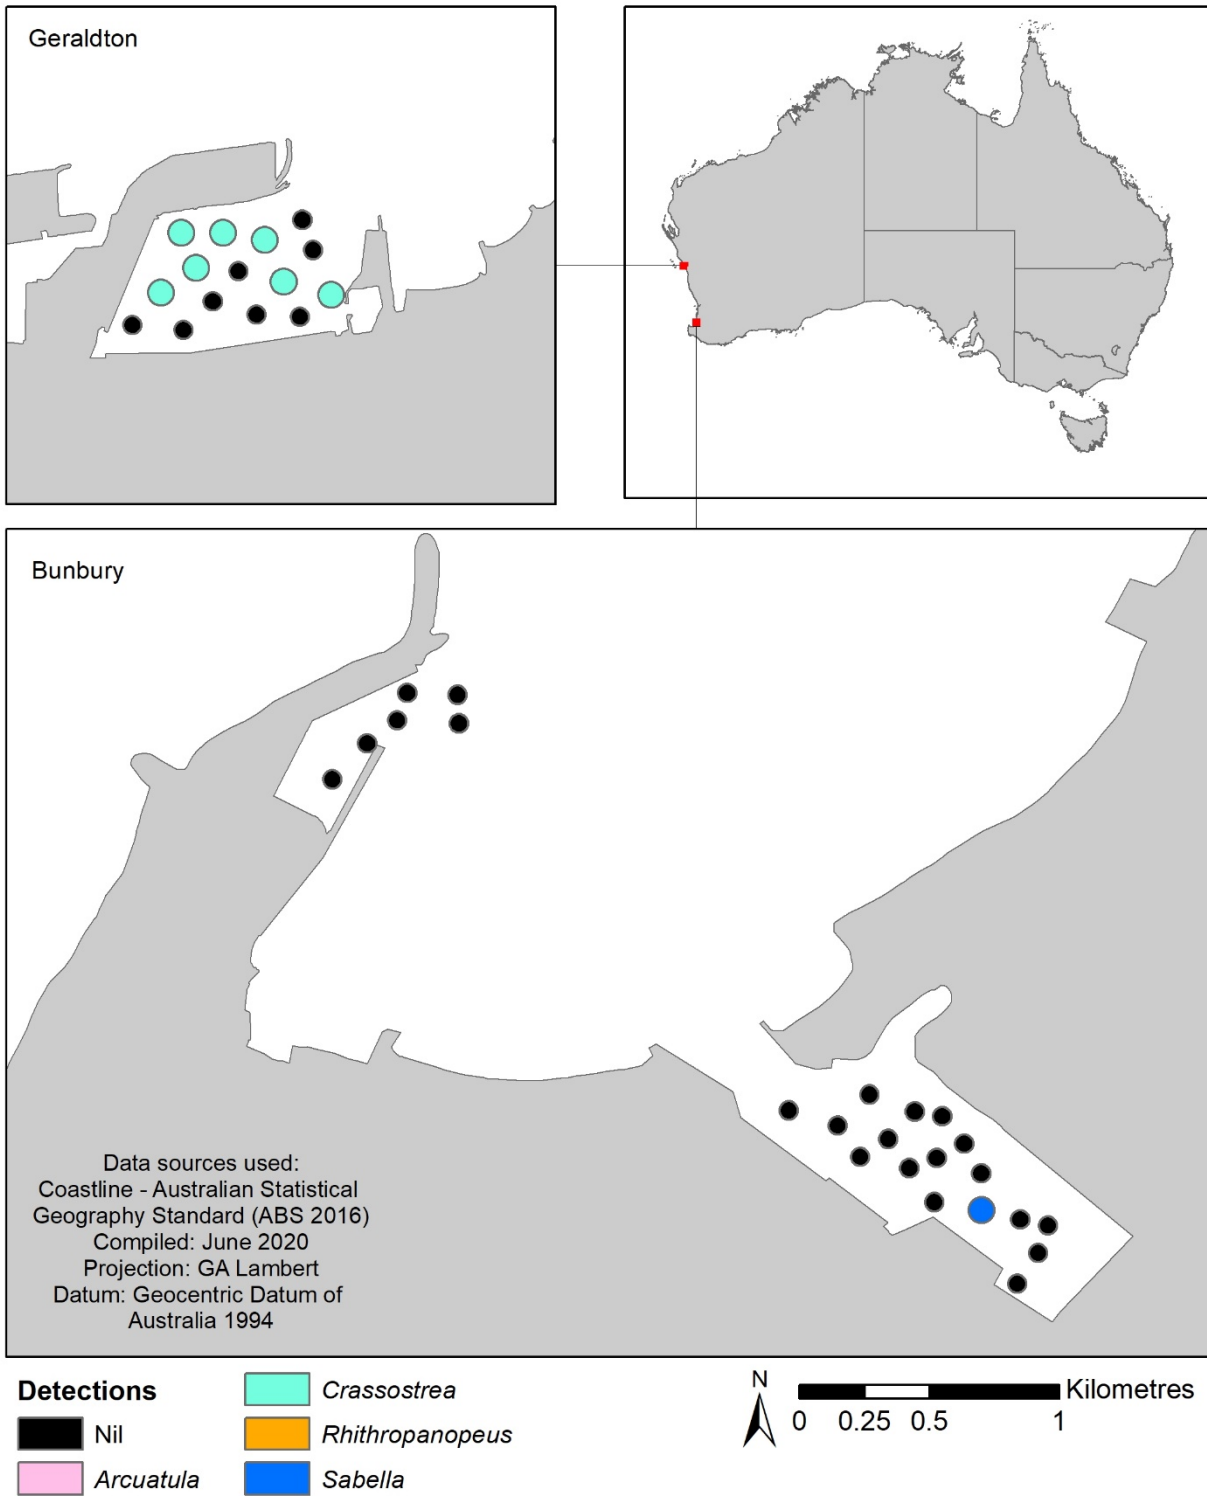 Geraldton
Bunbury
Data sources used:
Coastline - Australian Statistical
Geography Standard (ABS 2016)
Compiled: June 2020
Projection: GA Lambert
Datum: Geocentric Datum of
Australia 1994
Detections
Nil
Arcuatula
Crassostrea
Rhithropanopeus
Sabella
N
Kilometres
0 0.25 0.5 1